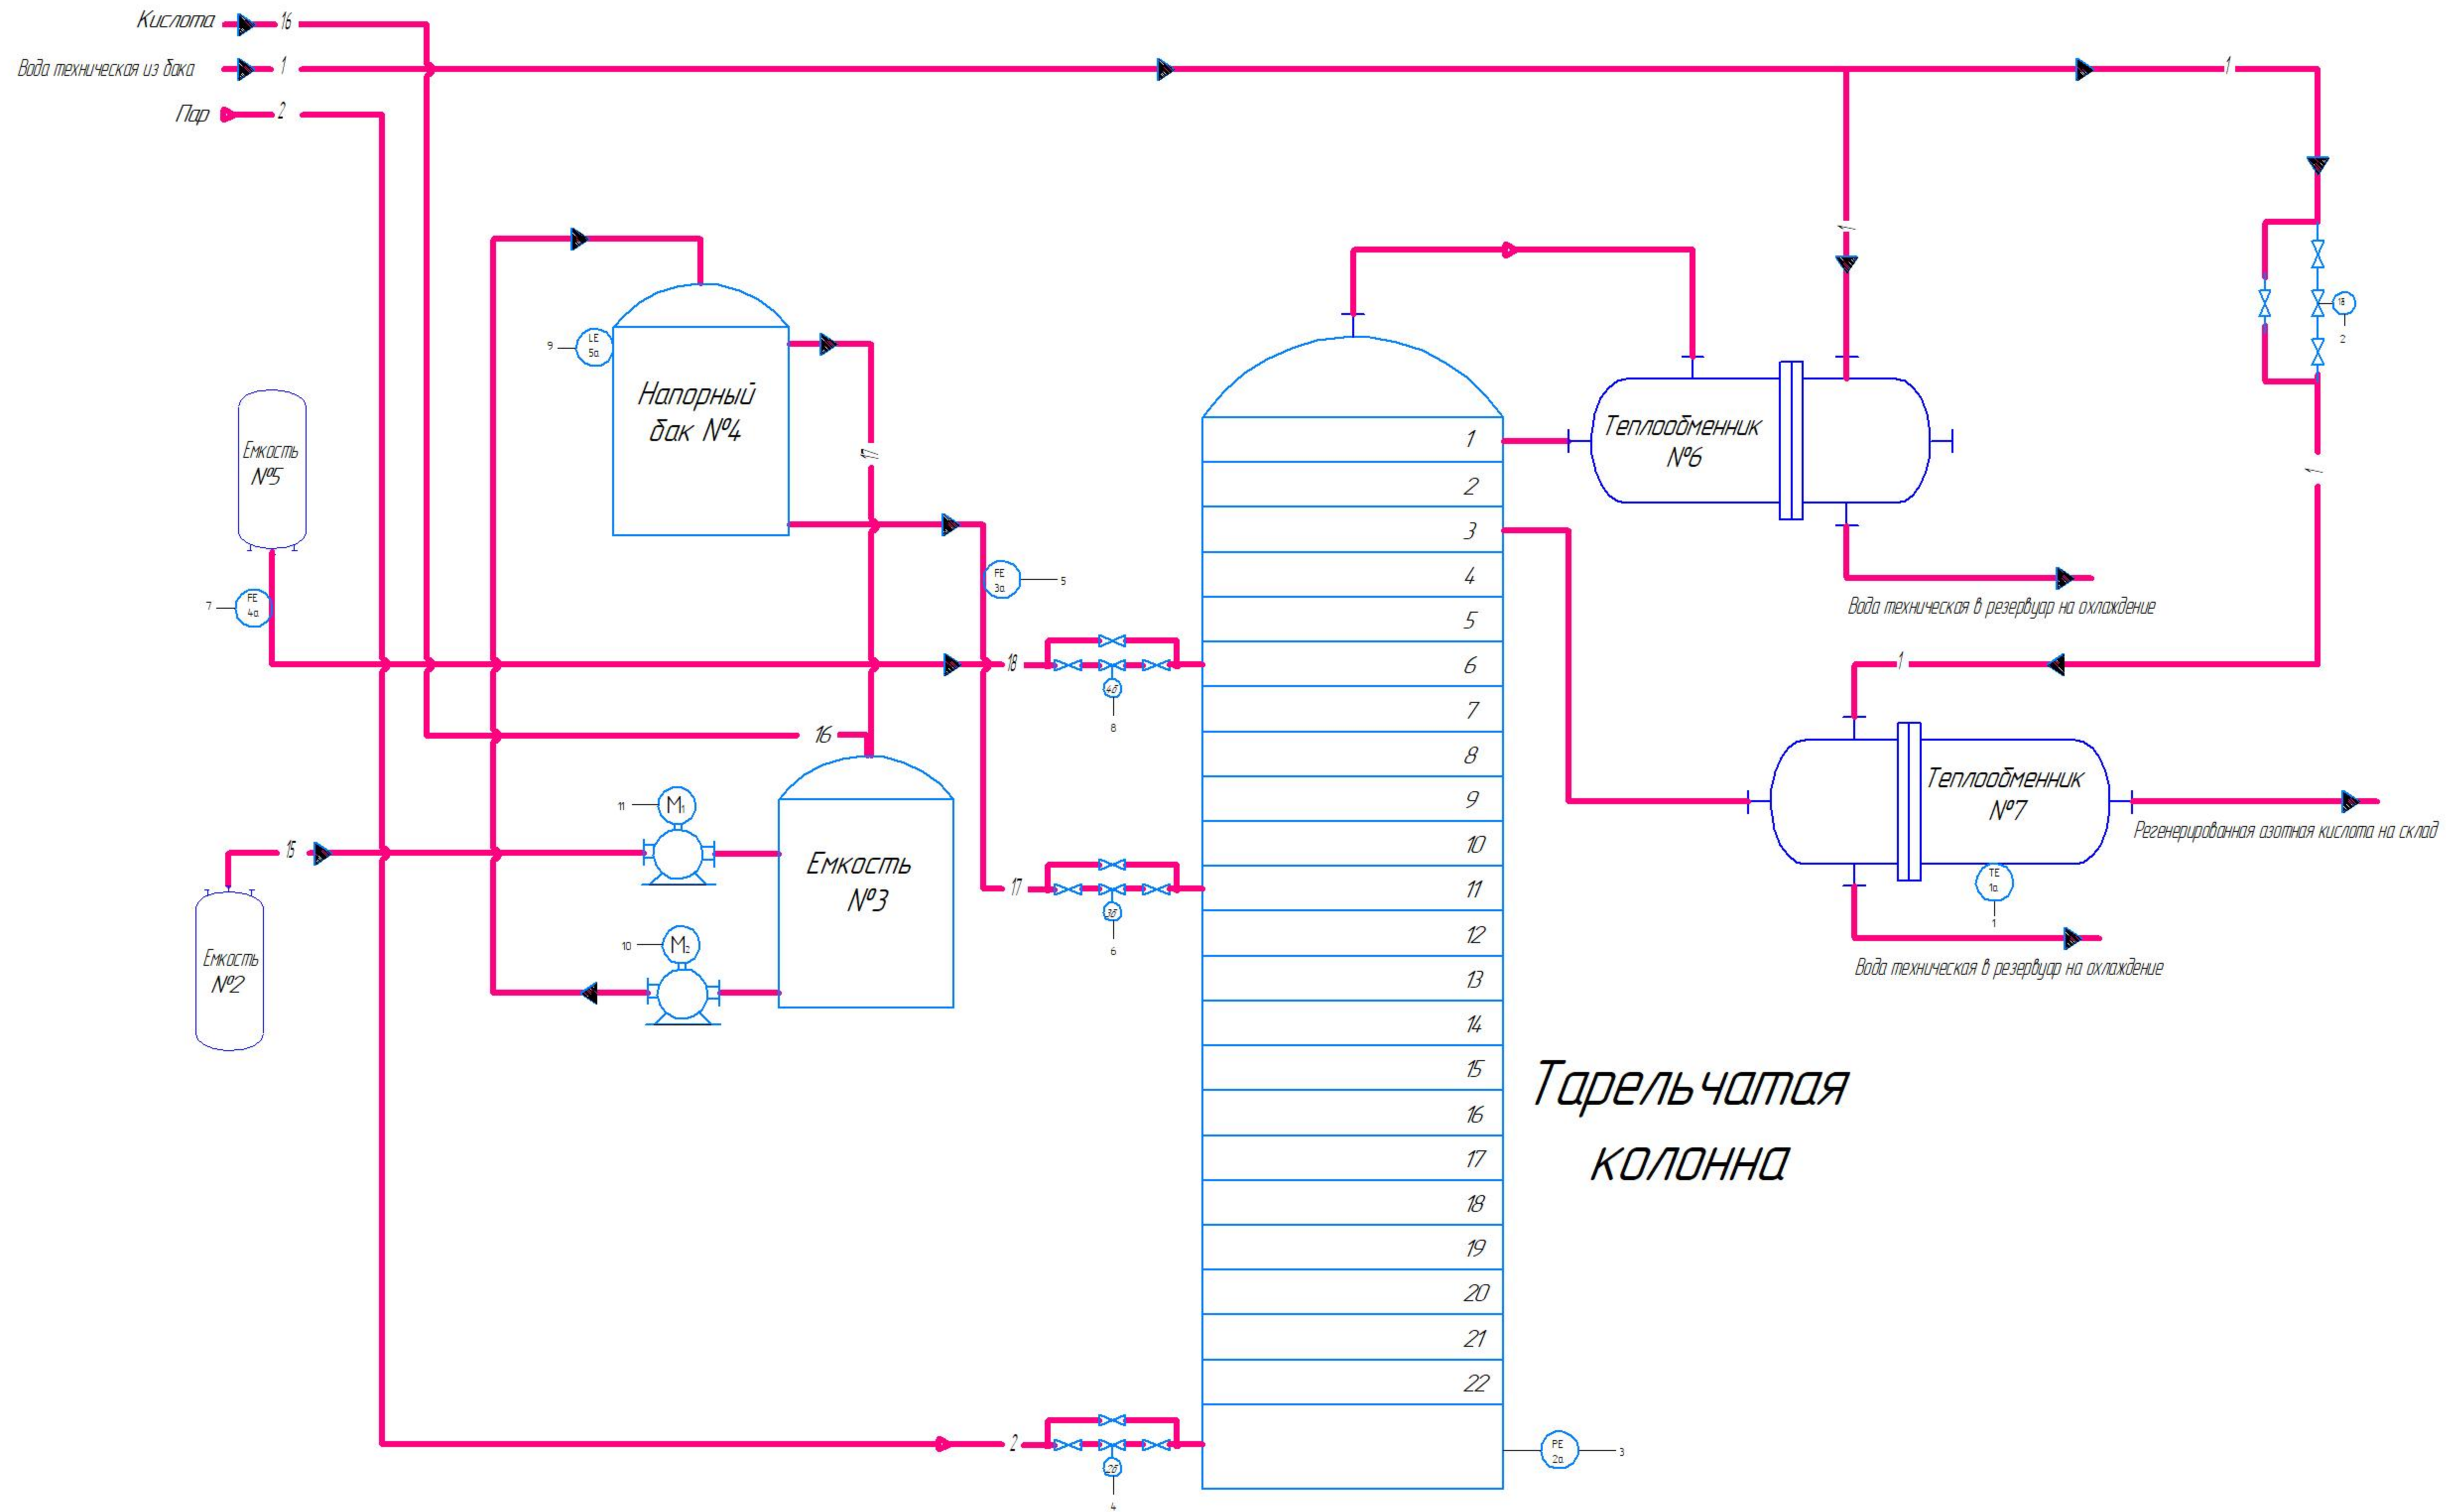 Кислота
16
Вода техническая из бака
1
1
Пар
2
1
Напорный
бак №4
LE
5а
9
17
Емкость
№5
FE
4а
7
FE
3а
5
18
4б
8
16
M1
11
15
Емкость
№3
M2
10
Емкость
№2
17
3б
6
2
2б
4
1
2
3
4
5
6
7
8
9
10
11
12
13
14
15
16
17
18
19
20
21
22
Тарельчатая
колонна
PE
2а
3
Теплообменник
№6
Вода техническая в резервуар на охлаждение
2
1
1
Теплообменник
№7
Регенерированная азотная кислота на склад
TE
1а
1
Вода техническая в резервуар на охлаждение